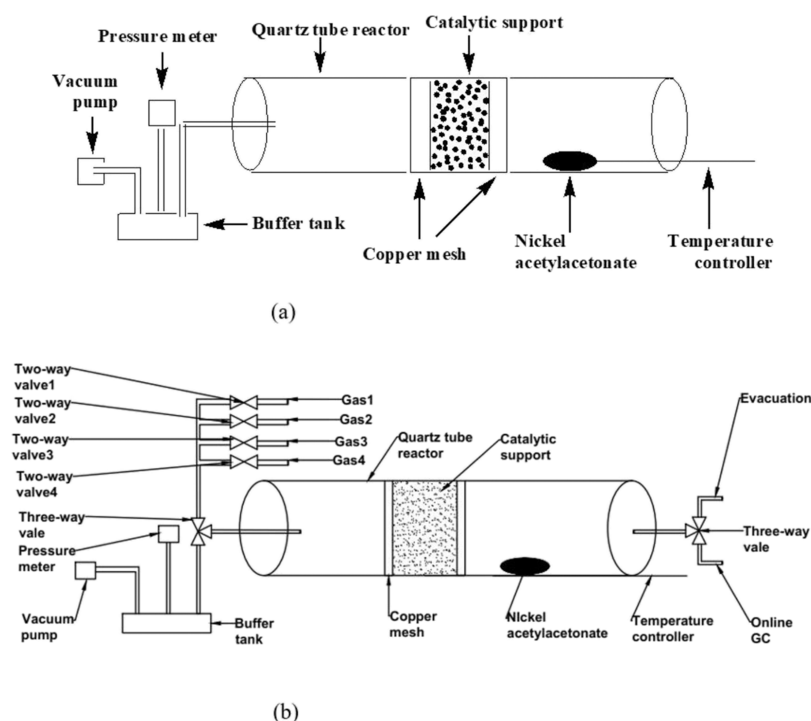 Pressure meter
Quartz tube reactor
Catalytic support
Vacuum
pump
Buffer tank
Copper mesh
Nickel
acetylacetonate
Temperature
controller
(a)
Two-way
valve1
Two-way
valve2
Two-way
valve3
Two-way
valve4
Gas1
Gas2
Gas3
Gas4
Quartz tube
reactor
Catalytic
support
Evacuation
Three-way
vale
Pressure
meter
Three-way
vale
Vacuum
pump
Buffer
tank
Copper
mesh
NIckel
acetylacetonate
Temperature
controller
Online
GC
(b)